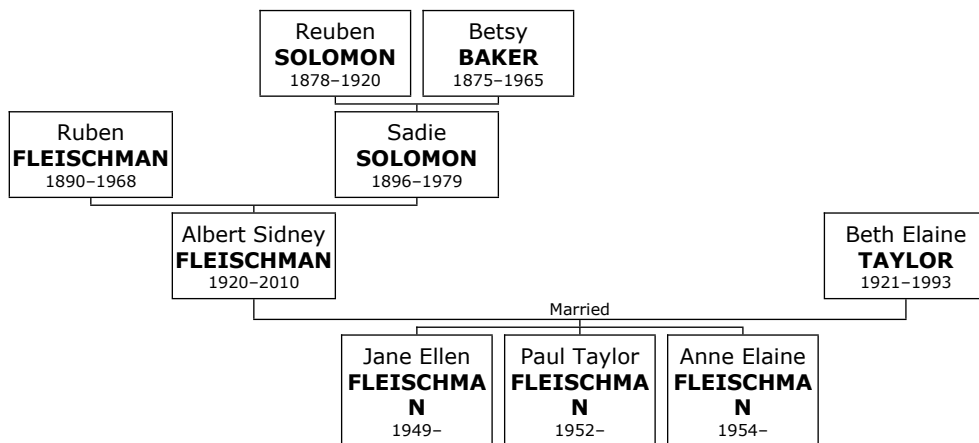 Reuben
SOLOMON
1878–1920
Betsy
BAKER
1875–1965
Ruben
FLEISCHMAN
1890–1968
Sadie
SOLOMON
1896–1979
Albert Sidney
FLEISCHMAN
1920–2010
Beth Elaine
TAYLOR
1921–1993
Married
Jane Ellen
FLEISCHMA
N
1949–
Paul Taylor
FLEISCHMA
N
1952–
Anne Elaine
FLEISCHMA
N
1954–